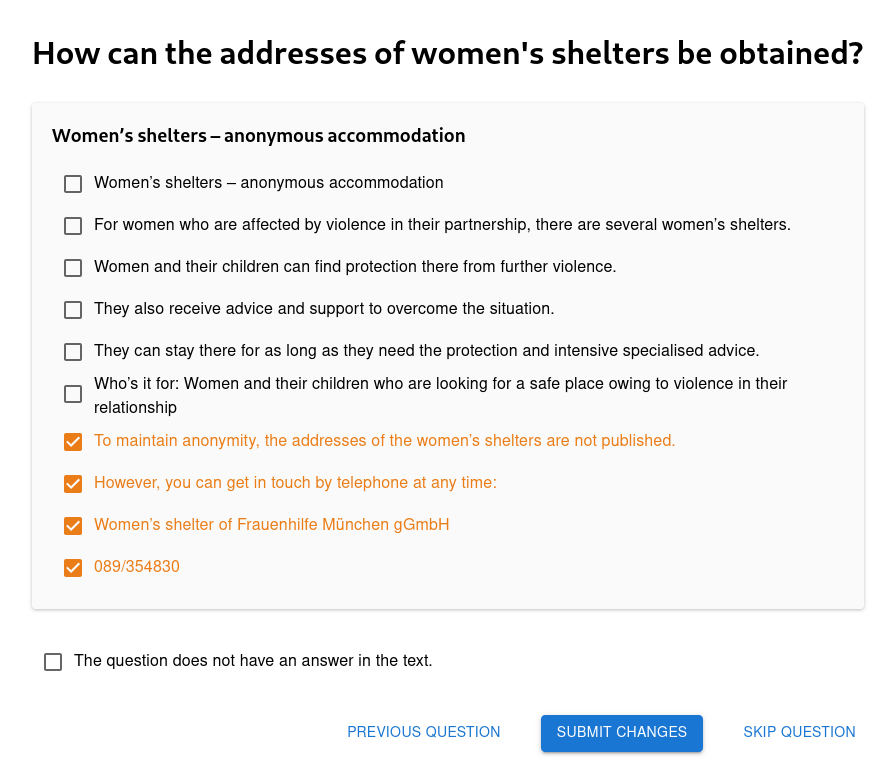 How can the addresses of women's shelters be obtained?
Women’s shelters – anonymous accommodation
Women’s shelters – anonymous accommodation
For women who are affected by violence in their partnership, there are several women’s shelters.
Women and their children can find protection there from further violence.
They also receive advice and support to overcome the situation.
They can stay there for as long as they need the protection and intensive specialised advice.
Who’s it for: Women and their children who are looking for a safe place owing to violence in their
relationship
To maintain anonymity, the addresses of the women’s shelters are not published.
However, you can get in touch by telephone at any time:
Women’s shelter of Frauenhilfe München gGmbH
089/354830
The question does not have an answer in the text.
PREVIOUS QUESTION
SUBMIT CHANGES
SKIP QUESTION